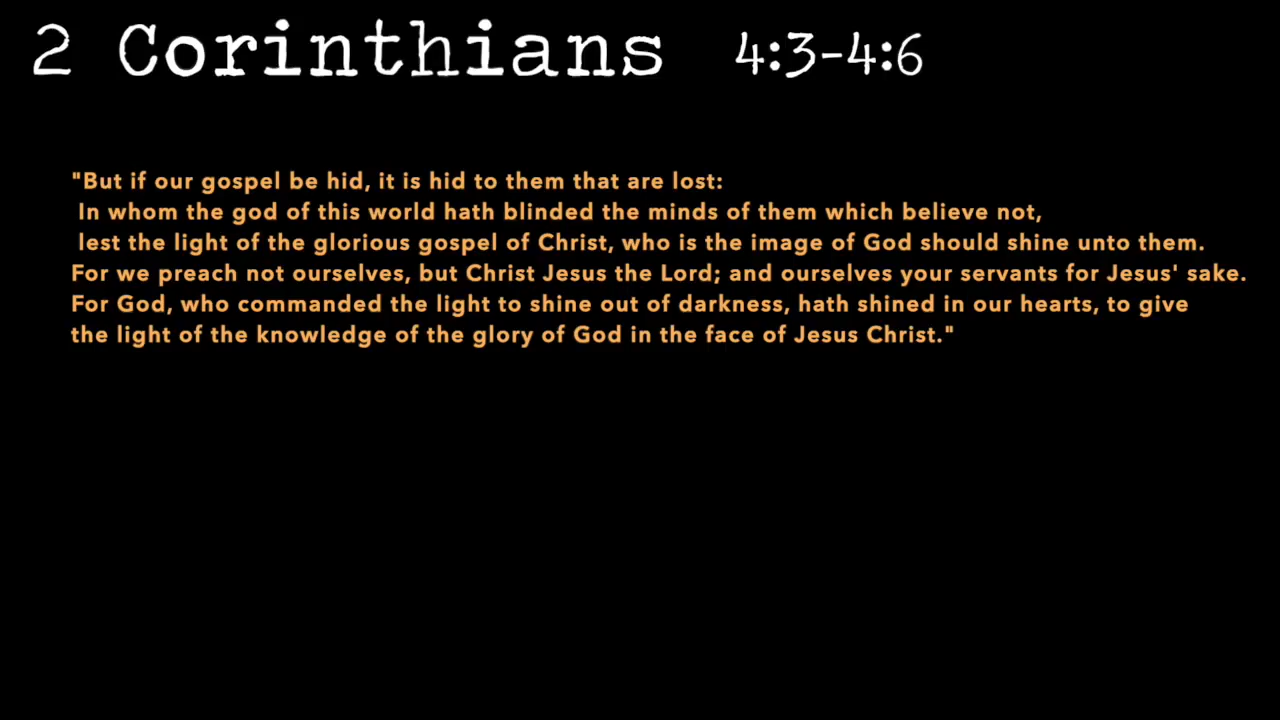 2 Corinthians 4:3-4:6
"But if our gospel be hid, it is hid to them that are lost:
In whom the god of this world hath blinded the minds of them which believe not,
lest the light of the glorious gospel of Christ, who is the image of God should shine unto them.
For we preach not ourselves, but Christ Jesus the Lord; and ourselves your servants for Jesus' sake.
For God, who commanded the light to shine out of darkness, hath shined in our hearts, to give
the light of the knowledge of the glory of God in the face of Jesus Christ."